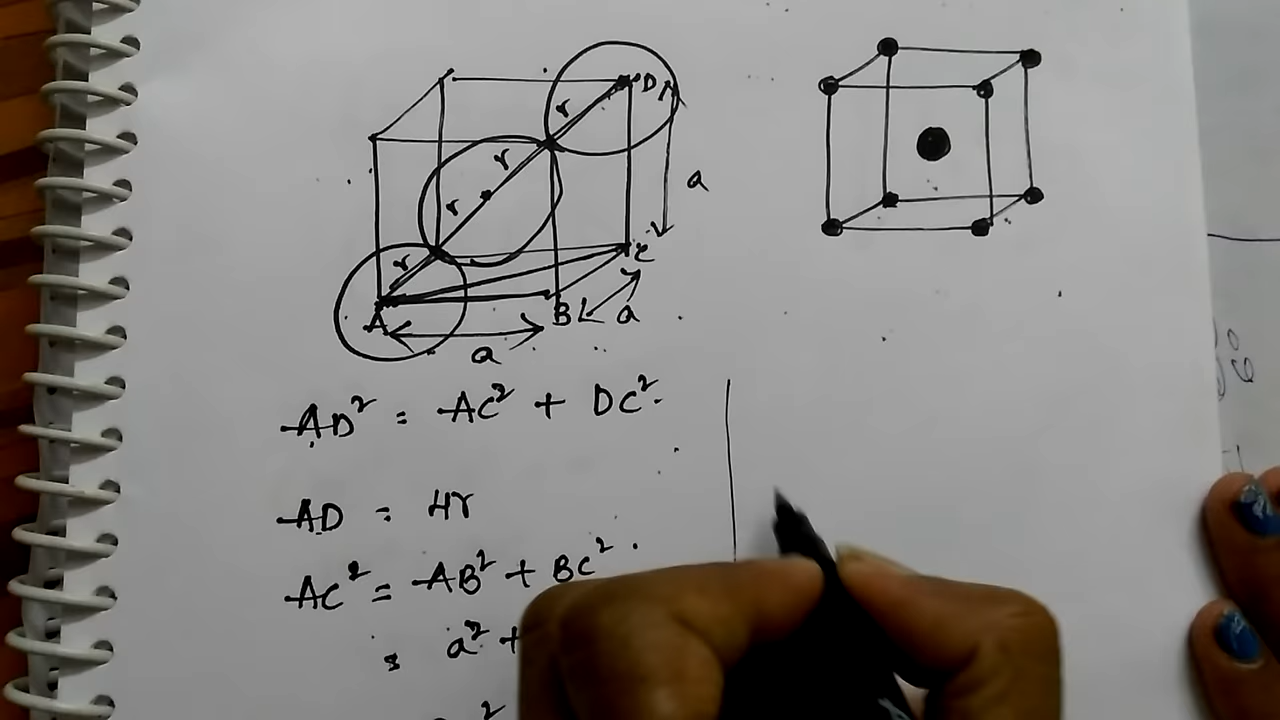 D
r
r
r
a
r
C
A
B
a
a
AD² = AC² + DC²
AD = 4r
AC² = AB² + BC²
= a² +